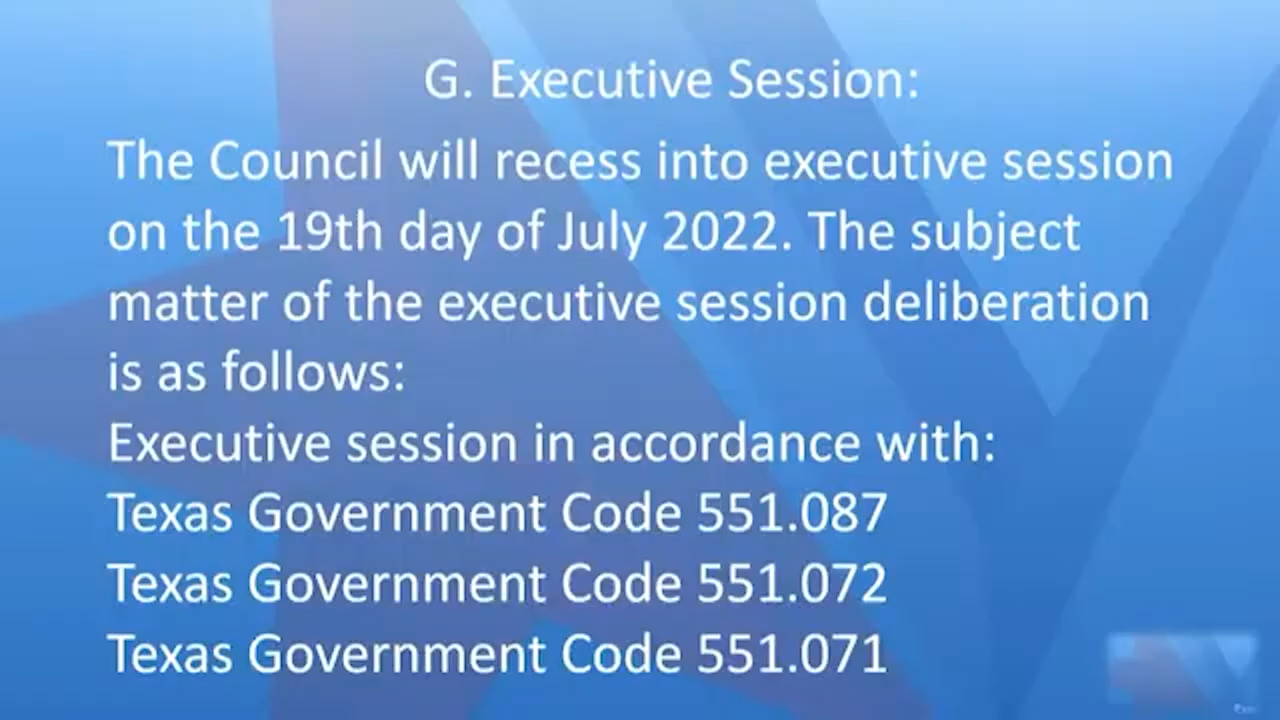 G. Executive Session:
The Council will recess into executive session
on the 19th day of July 2022. The subject
matter of the executive session deliberation
is as follows:
Executive session in accordance with:
Texas Government Code 551.087
Texas Government Code 551.072
Texas Government Code 551.071